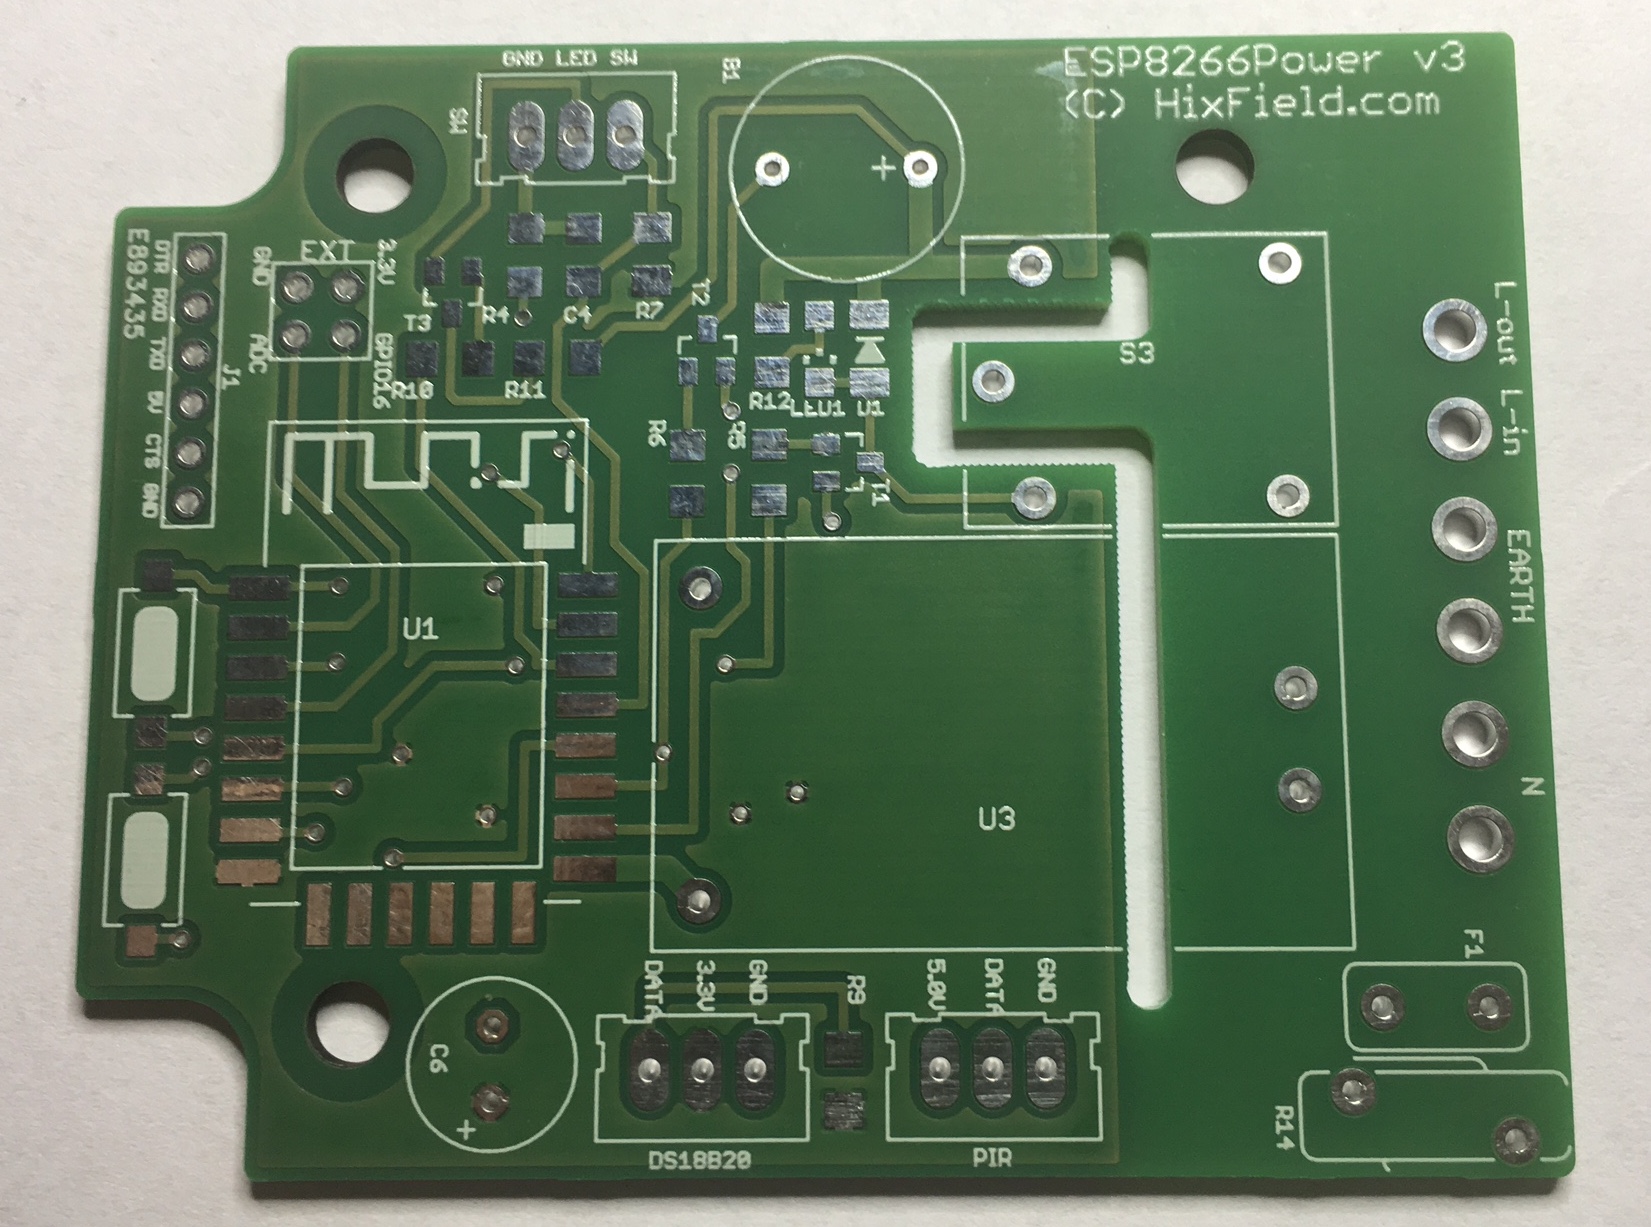 GND LED SW
SW
B1
ESP8266Power v3
(C) HixField.com
E893435
DTR RXD TXD 5V CTS GND
J1
GND
EXT
3.3V
ADC
GPIO16
T3
R4
C4
R7
T2
R10
R11
R12
LED1
D1
S3
R6
R5
T1
L-out
L-in
EARTH
N
U1
U3
F1
C6
+
+
DATA
3.3V
GND
R9
5.0V
DATA
GND
DS18B20
PIR
R14